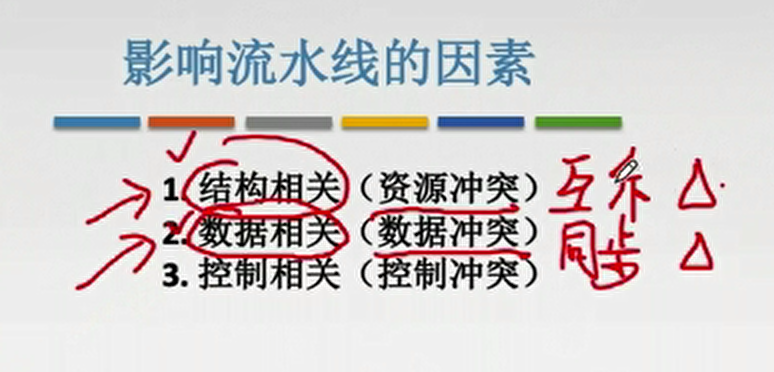 影响流水线的因素
1. 结构相关（资源冲突）互斥
2. 数据相关（数据冲突）同步
3. 控制相关（控制冲突）